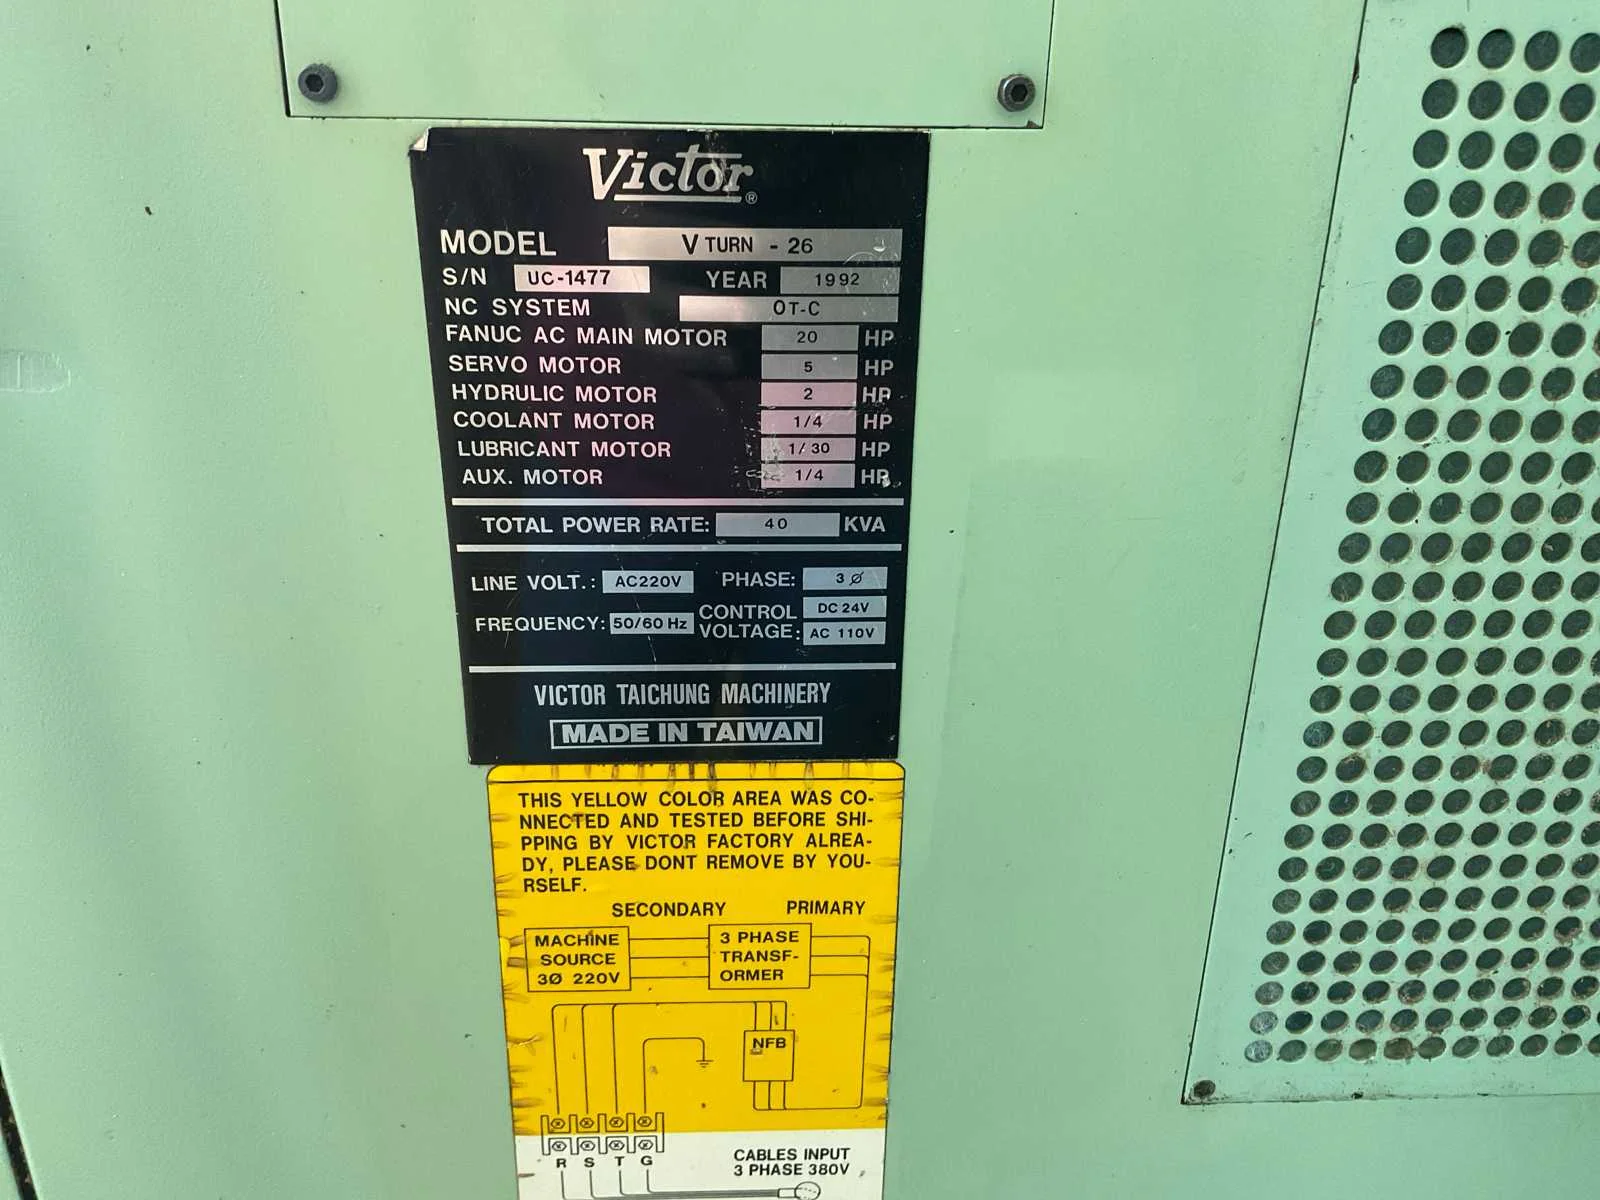 Victor®
MODEL V TURN - 26
S/N UC-1477 YEAR 1992
NC SYSTEM OT-C
FANUC AC MAIN MOTOR 20 HP
SERVO MOTOR 5 HP
HYDRULIC MOTOR 2 HP
COOLANT MOTOR 1/4 HP
LUBRICANT MOTOR 1/30 HP
AUX. MOTOR 1/4 HP
TOTAL POWER RATE: 40 KVA
LINE VOLT.: AC220V PHASE: 3 Ø
FREQUENCY: 50/60 Hz CONTROL VOLTAGE: DC 24V AC 110V
VICTOR TAICHUNG MACHINERY
MADE IN TAIWAN
THIS YELLOW COLOR AREA WAS CO-
NNECTED AND TESTED BEFORE SHI-
PPING BY VICTOR FACTORY ALREA-
DY, PLEASE DONT REMOVE BY YOU-
RSELF.
SECONDARY PRIMARY
MACHINE
SOURCE
3Ø 220V
3 PHASE
TRANSF-
ORMER
NFB
R S T G
CABLES INPUT
3 PHASE 380V